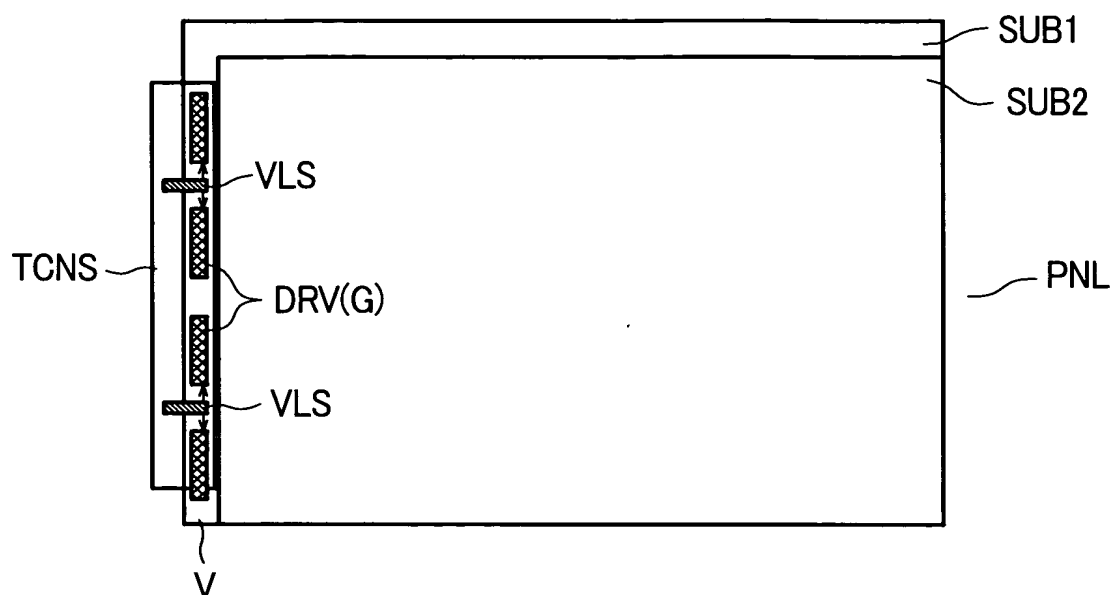 SUB1
SUB2
VLS
TCNS
PNL
DRV(G)
VLS
V